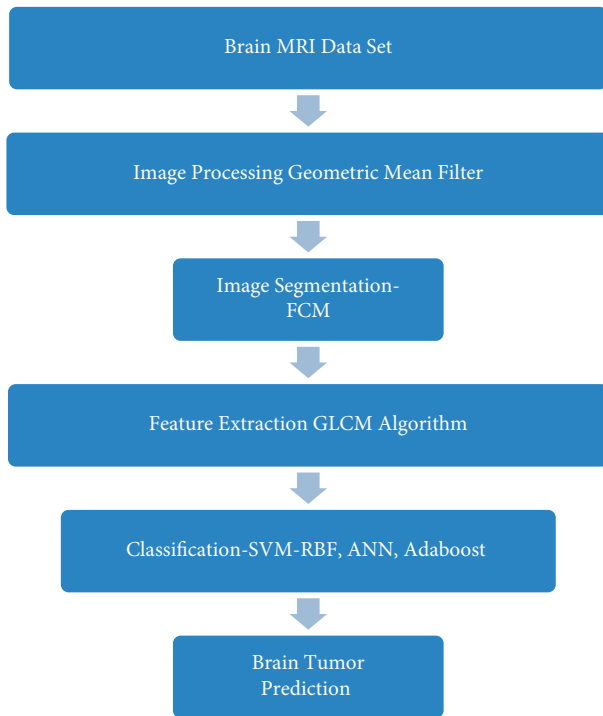 Brain MRI Data Set
Image Processing Geometric Mean Filter
Image Segmentation-
FCM
Feature Extraction GLCM Algorithm
Classification-SVM-RBF, ANN, Adaboost
Brain Tumor
Prediction